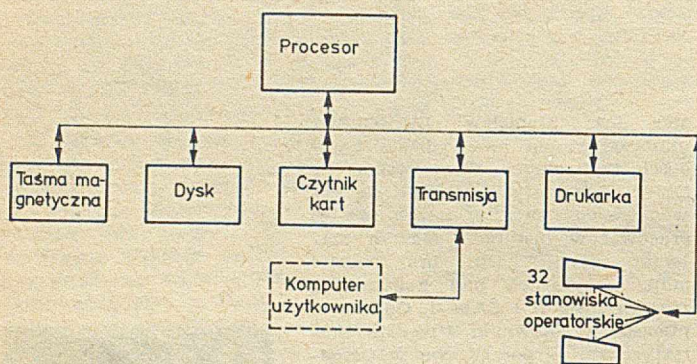 Procesor
Taśma ma-
gnetyczna
Dysk
Czytnik
kart
Transmisja
Drukarka
Komputer
użytkownika
32
stanowiska
operatorskie